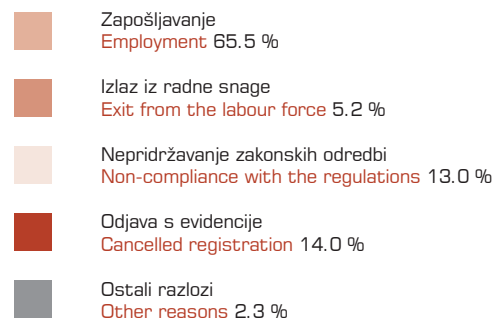 Zapošljavanje
Employment 65.5 %
Izlaz iz radne snage
Exit from the labour force 5.2 %
Nepridržavanje zakonskih odredbi
Non-compliance with the regulations 13.0 %
Odjava s evidencije
Cancelled registration 14.0 %
Ostali razlozi
Other reasons 2.3 %